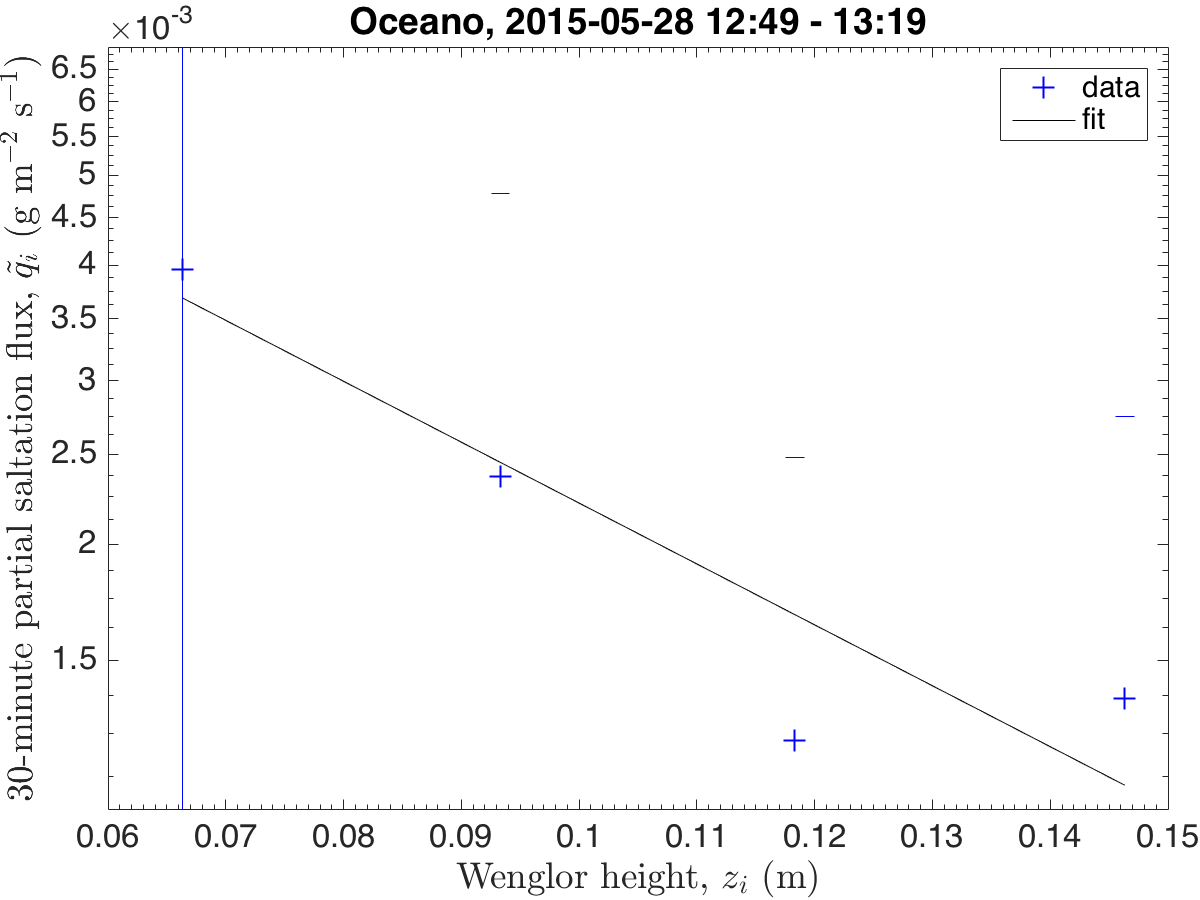 Oceano, 2015-05-28 12:49 - 13:19
×10⁻³
6.5
6
5.5
5
4.5
4
3.5
3
2.5
2
1.5
30-minute partial saltation flux, q̃ᵢ (g m⁻² s⁻¹)
data
fit
0.06 0.07 0.08 0.09 0.1 0.11 0.12 0.13 0.14 0.15
Wenglor height, zᵢ (m)